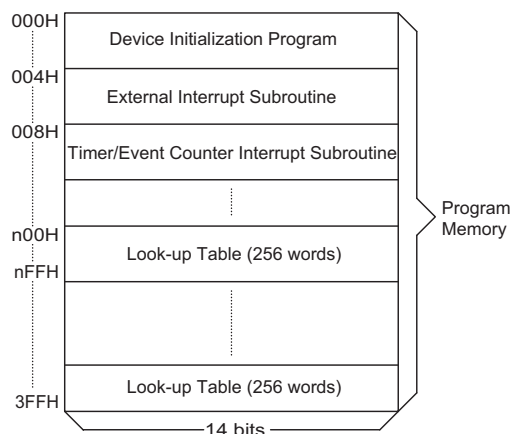 000H
Device Initialization Program
004H
External Interrupt Subroutine
008H
Timer/Event Counter Interrupt Subroutine
n00H
Look-up Table (256 words)
nFFH
Program
Memory
Look-up Table (256 words)
3FFH
14 bits